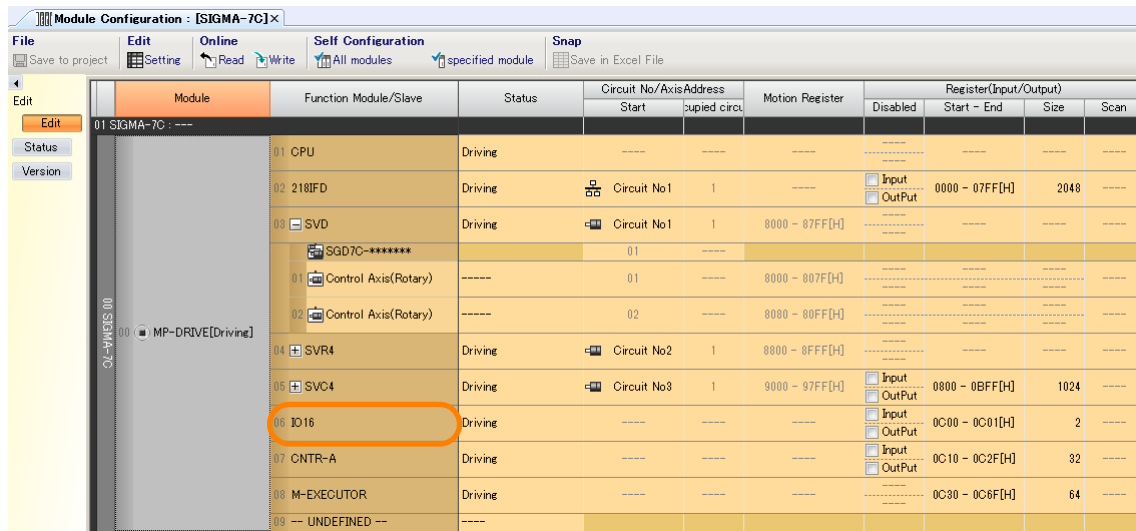 Module Configuration : [SIGMA-7C] ×
File Edit Online Self Configuration Snap
Save to project Setting Read Write All modules specified module Save in Excel File
Edit
Edit
Status
Version
Module Function Module/Slave Status Circuit No/AxisAddress Motion Register Register(Input/Output)
Start cupied circu Disabled Start - End Size Scan
01 SIGMA-7C : ---
00 SIGMA-7C
00 MP-DRIVE[Driving]
01 CPU Driving ---- ---- ---- ---- ---- ---- ---- ----
02 218IFD Driving Circuit No1 1 ---- Input OutPut 0000 - 07FF[H] 2048 ----
03 SVD Driving Circuit No1 1 8000 - 87FF[H] ---- ---- ---- ---- ----
SGD7C-******* 01 ----
01 Control Axis(Rotary) ----- 01 ---- 8000 - 807F[H] ---- ---- ---- ---- ---- ---- ----
02 Control Axis(Rotary) ----- 02 ---- 8080 - 80FF[H] ---- ---- ---- ---- ---- ---- ----
04 SVR4 Driving Circuit No2 1 8800 - 8FFF[H] ---- ---- ---- ---- ----
05 SVC4 Driving Circuit No3 1 9000 - 97FF[H] Input OutPut 0800 - 0BFF[H] 1024 ----
06 IO16 Driving ---- ---- ---- Input OutPut 0C00 - 0C01[H] 2 ----
07 CNTR-A Driving ---- ---- ---- Input OutPut 0C10 - 0C2F[H] 32 ----
08 M-EXECUTOR Driving ---- ---- ---- ---- ---- 0C30 - 0C6F[H] 64 ----
09 -- UNDEFINED -- ----